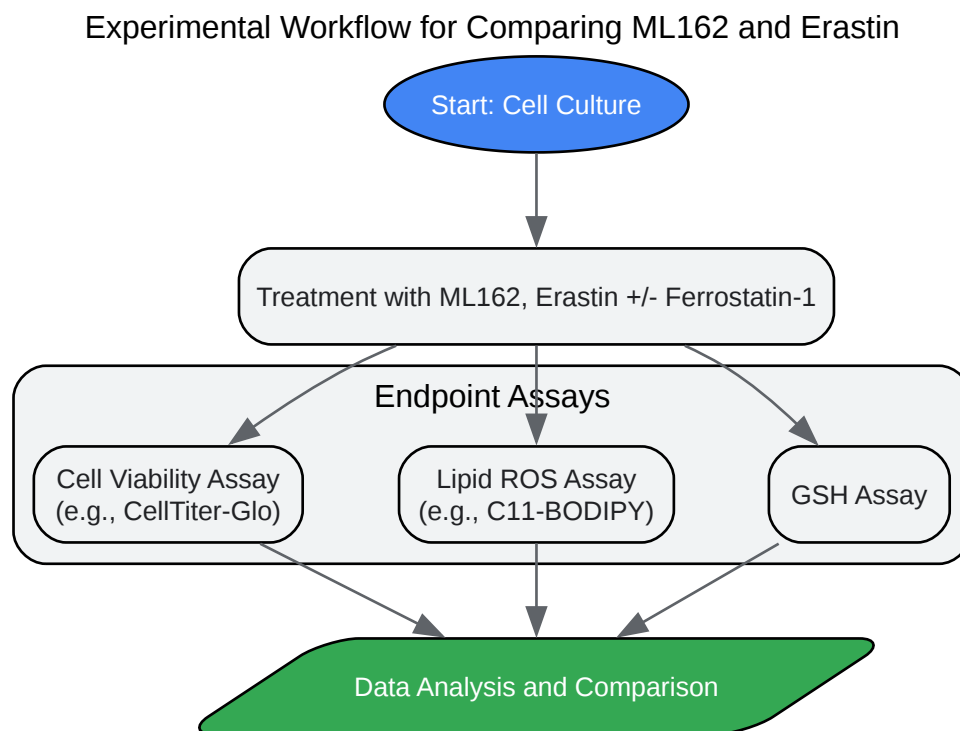 Experimental Workflow for Comparing ML162 and Erastin
Start: Cell Culture
Treatment with ML162, Erastin +/- Ferrostatin-1
Endpoint Assays
Cell Viability Assay
(e.g., CellTiter-Glo)
Lipid ROS Assay
(e.g., C11-BODIPY)
GSH Assay
Data Analysis and Comparison